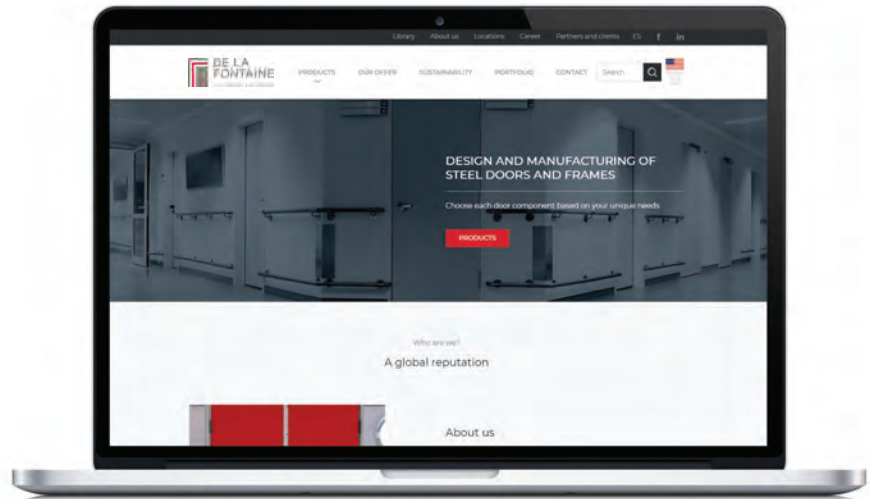 Library About us Locations Career Partners and clients ES f in
DE LA
FONTAINE
PRODUCTS OUR OFFER SUSTAINABILITY PORTFOLIO CONTACT Search
DESIGN AND MANUFACTURING OF
STEEL DOORS AND FRAMES
Choose each door component based on your unique needs
PRODUCTS
Who are we?
A global reputation
About us